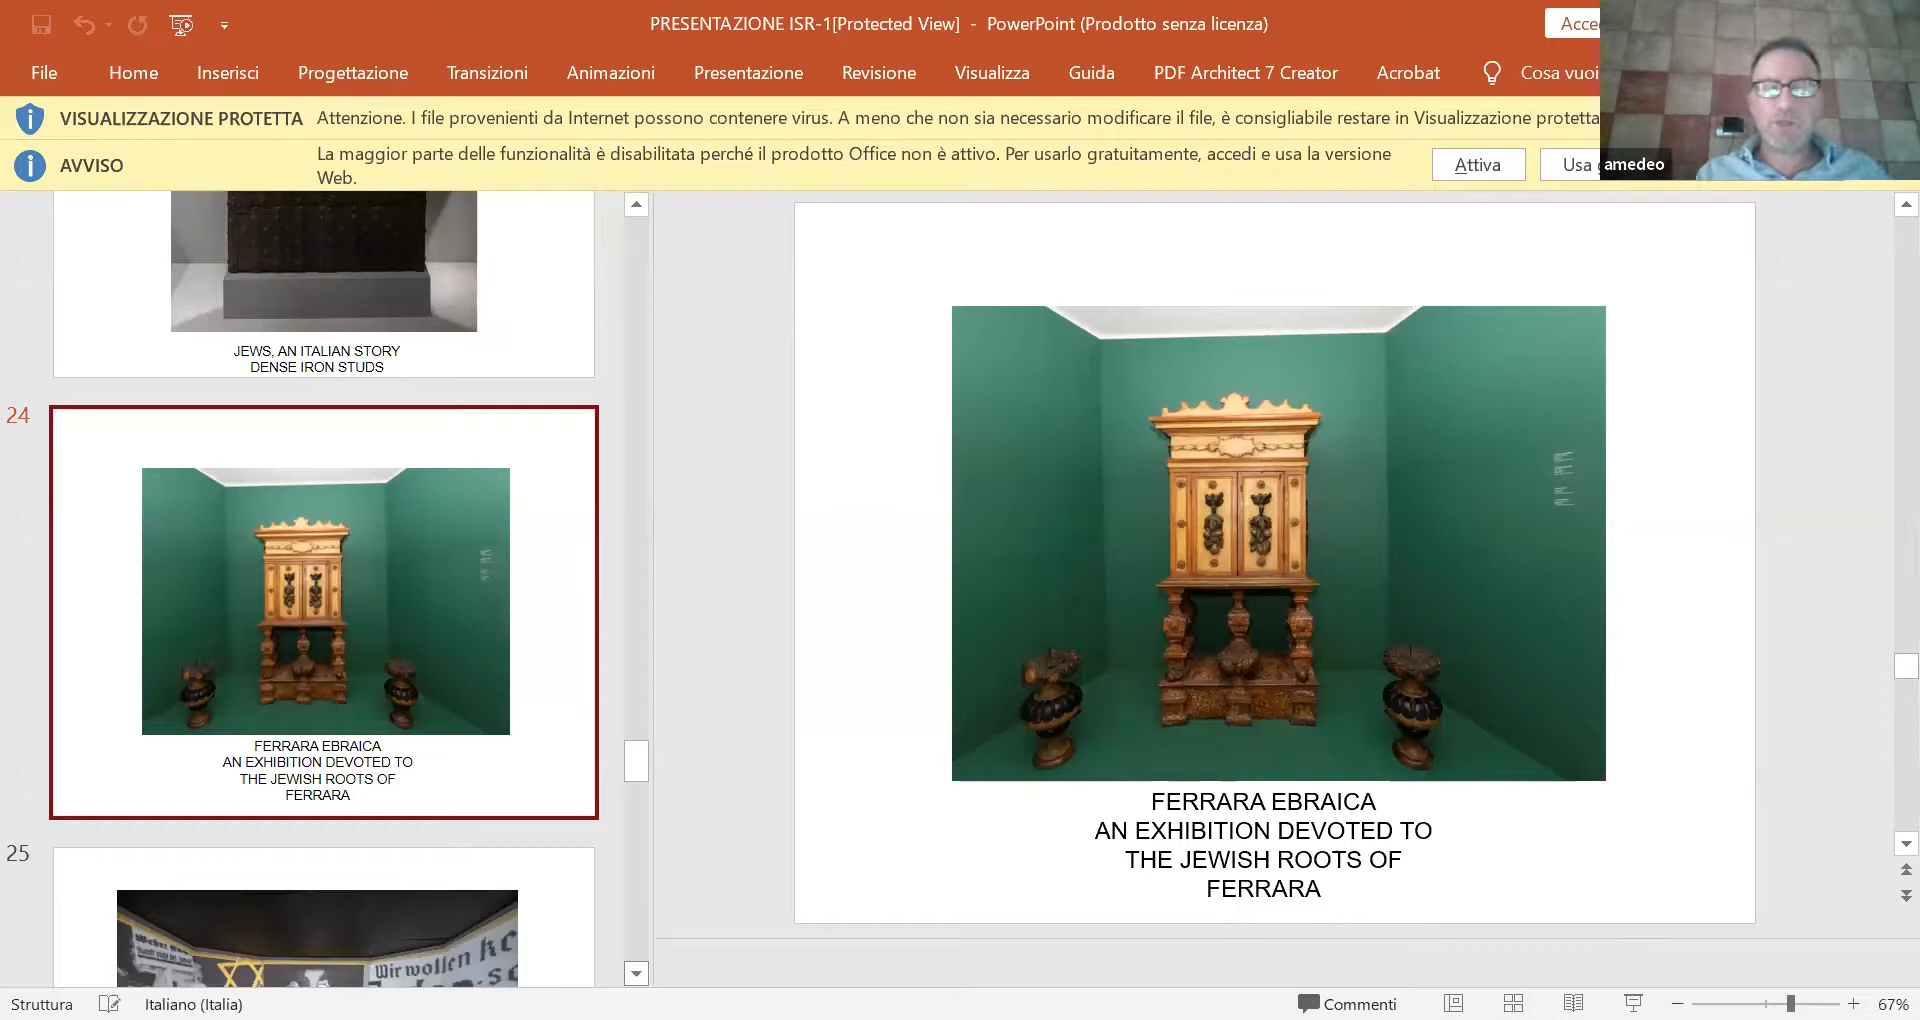 PRESENTAZIONE ISR-1[Protected View] - PowerPoint (Prodotto senza licenza)
File Home Inserisci Progettazione Transizioni Animazioni Presentazione Revisione Visualizza Guida PDF Architect 7 Creator Acrobat Cosa vuoi
VISUALIZZAZIONE PROTETTA Attenzione. I file provenienti da Internet possono contenere virus. A meno che non sia necessario modificare il file, è consigliabile restare in Visualizzazione protetta
AVVISO La maggior parte delle funzionalità è disabilitata perché il prodotto Office non è attivo. Per usarlo gratuitamente, accedi e usa la versione
Web.
Attiva
Usa
amedeo
JEWS, AN ITALIAN STORY
DENSE IRON STUDS
24
FERRARA EBRAICA
AN EXHIBITION DEVOTED TO
THE JEWISH ROOTS OF
FERRARA
25
Wir wollen
FERRARA EBRAICA
AN EXHIBITION DEVOTED TO
THE JEWISH ROOTS OF
FERRARA
Struttura Italiano (Italia) Commenti 67%